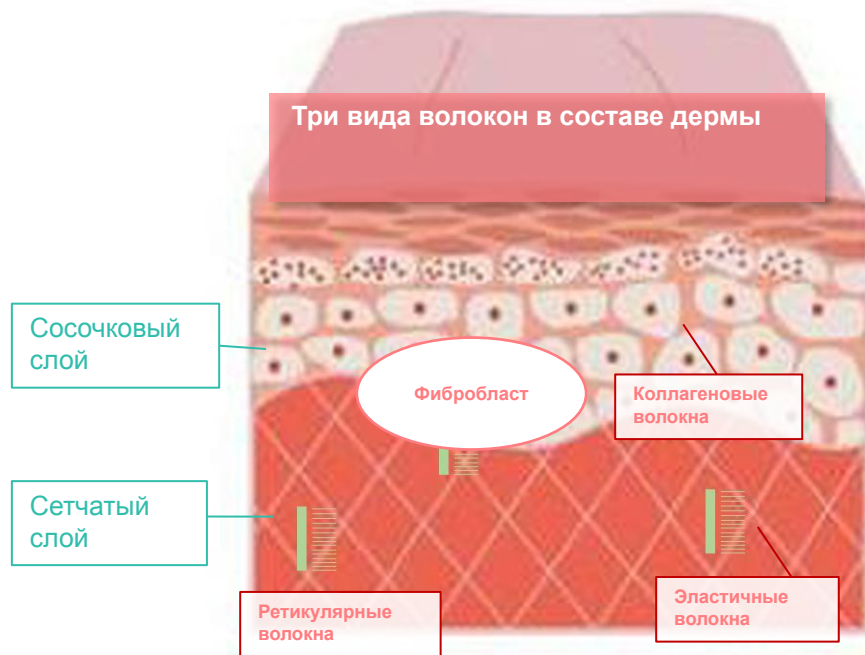 Три вида волокон в составе дермы
Сосочковый
слой
Фибробласт
Коллагеновые
волокна
Сетчатый
слой
Ретикулярные
волокна
Эластичные
волокна